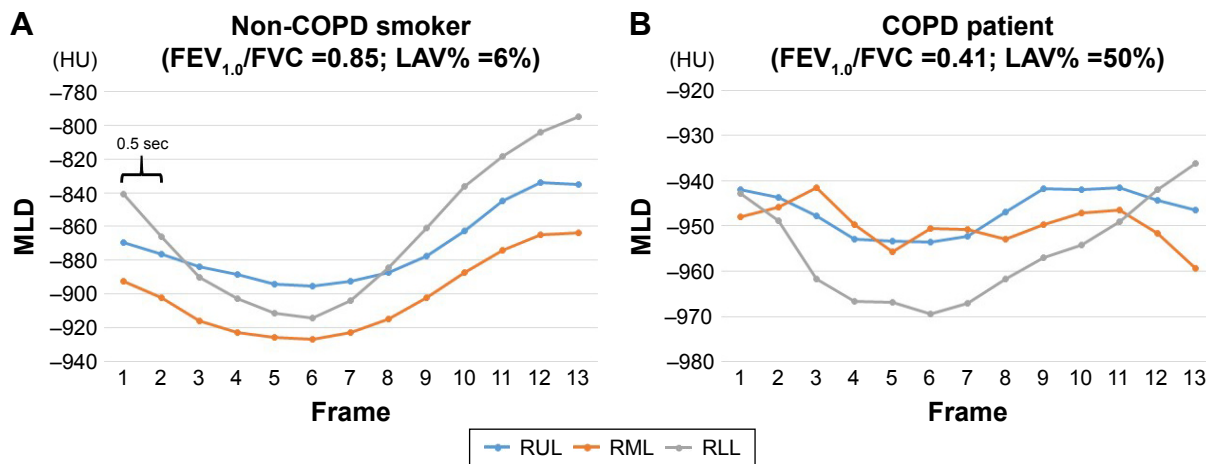 A
Non-COPD smoker
(FEV1.0/FVC =0.85; LAV% =6%)
(HU)
–780
–800
–820
–840
–860
–880
–900
–920
–940
MLD
0.5 sec
1 2 3 4 5 6 7 8 9 10 11 12 13
Frame
B
COPD patient
(FEV1.0/FVC =0.41; LAV% =50%)
(HU)
–920
–930
–940
–950
–960
–970
–980
MLD
1 2 3 4 5 6 7 8 9 10 11 12 13
Frame
RUL RML RLL